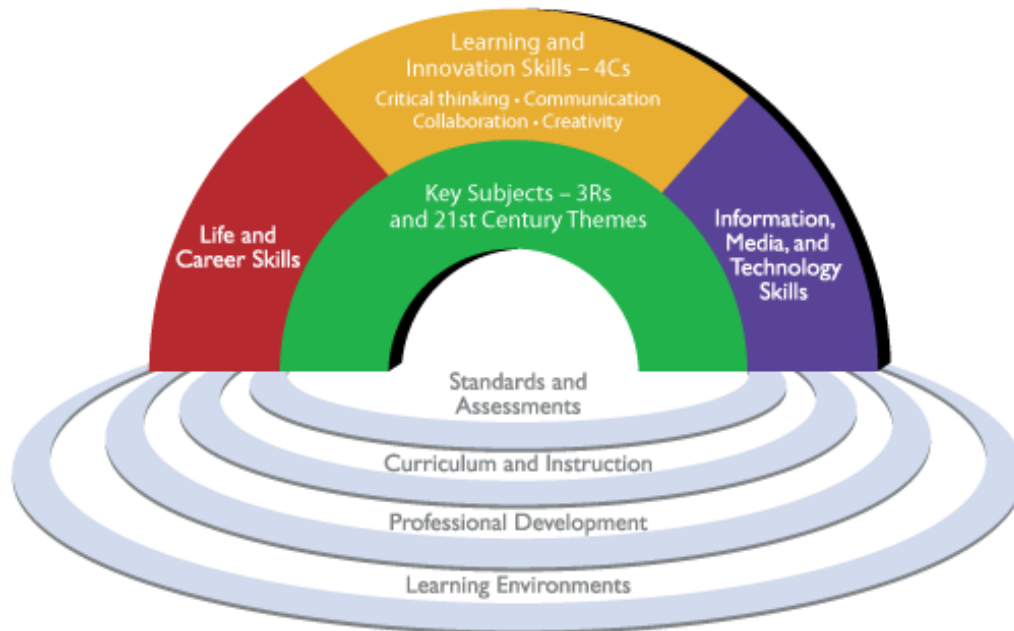 Learning and
Innovation Skills – 4Cs
Critical thinking • Communication
Collaboration • Creativity
Key Subjects – 3Rs
and 21st Century Themes
Life and
Career Skills
Information,
Media, and
Technology
Skills
Standards and
Assessments
Curriculum and Instruction
Professional Development
Learning Environments